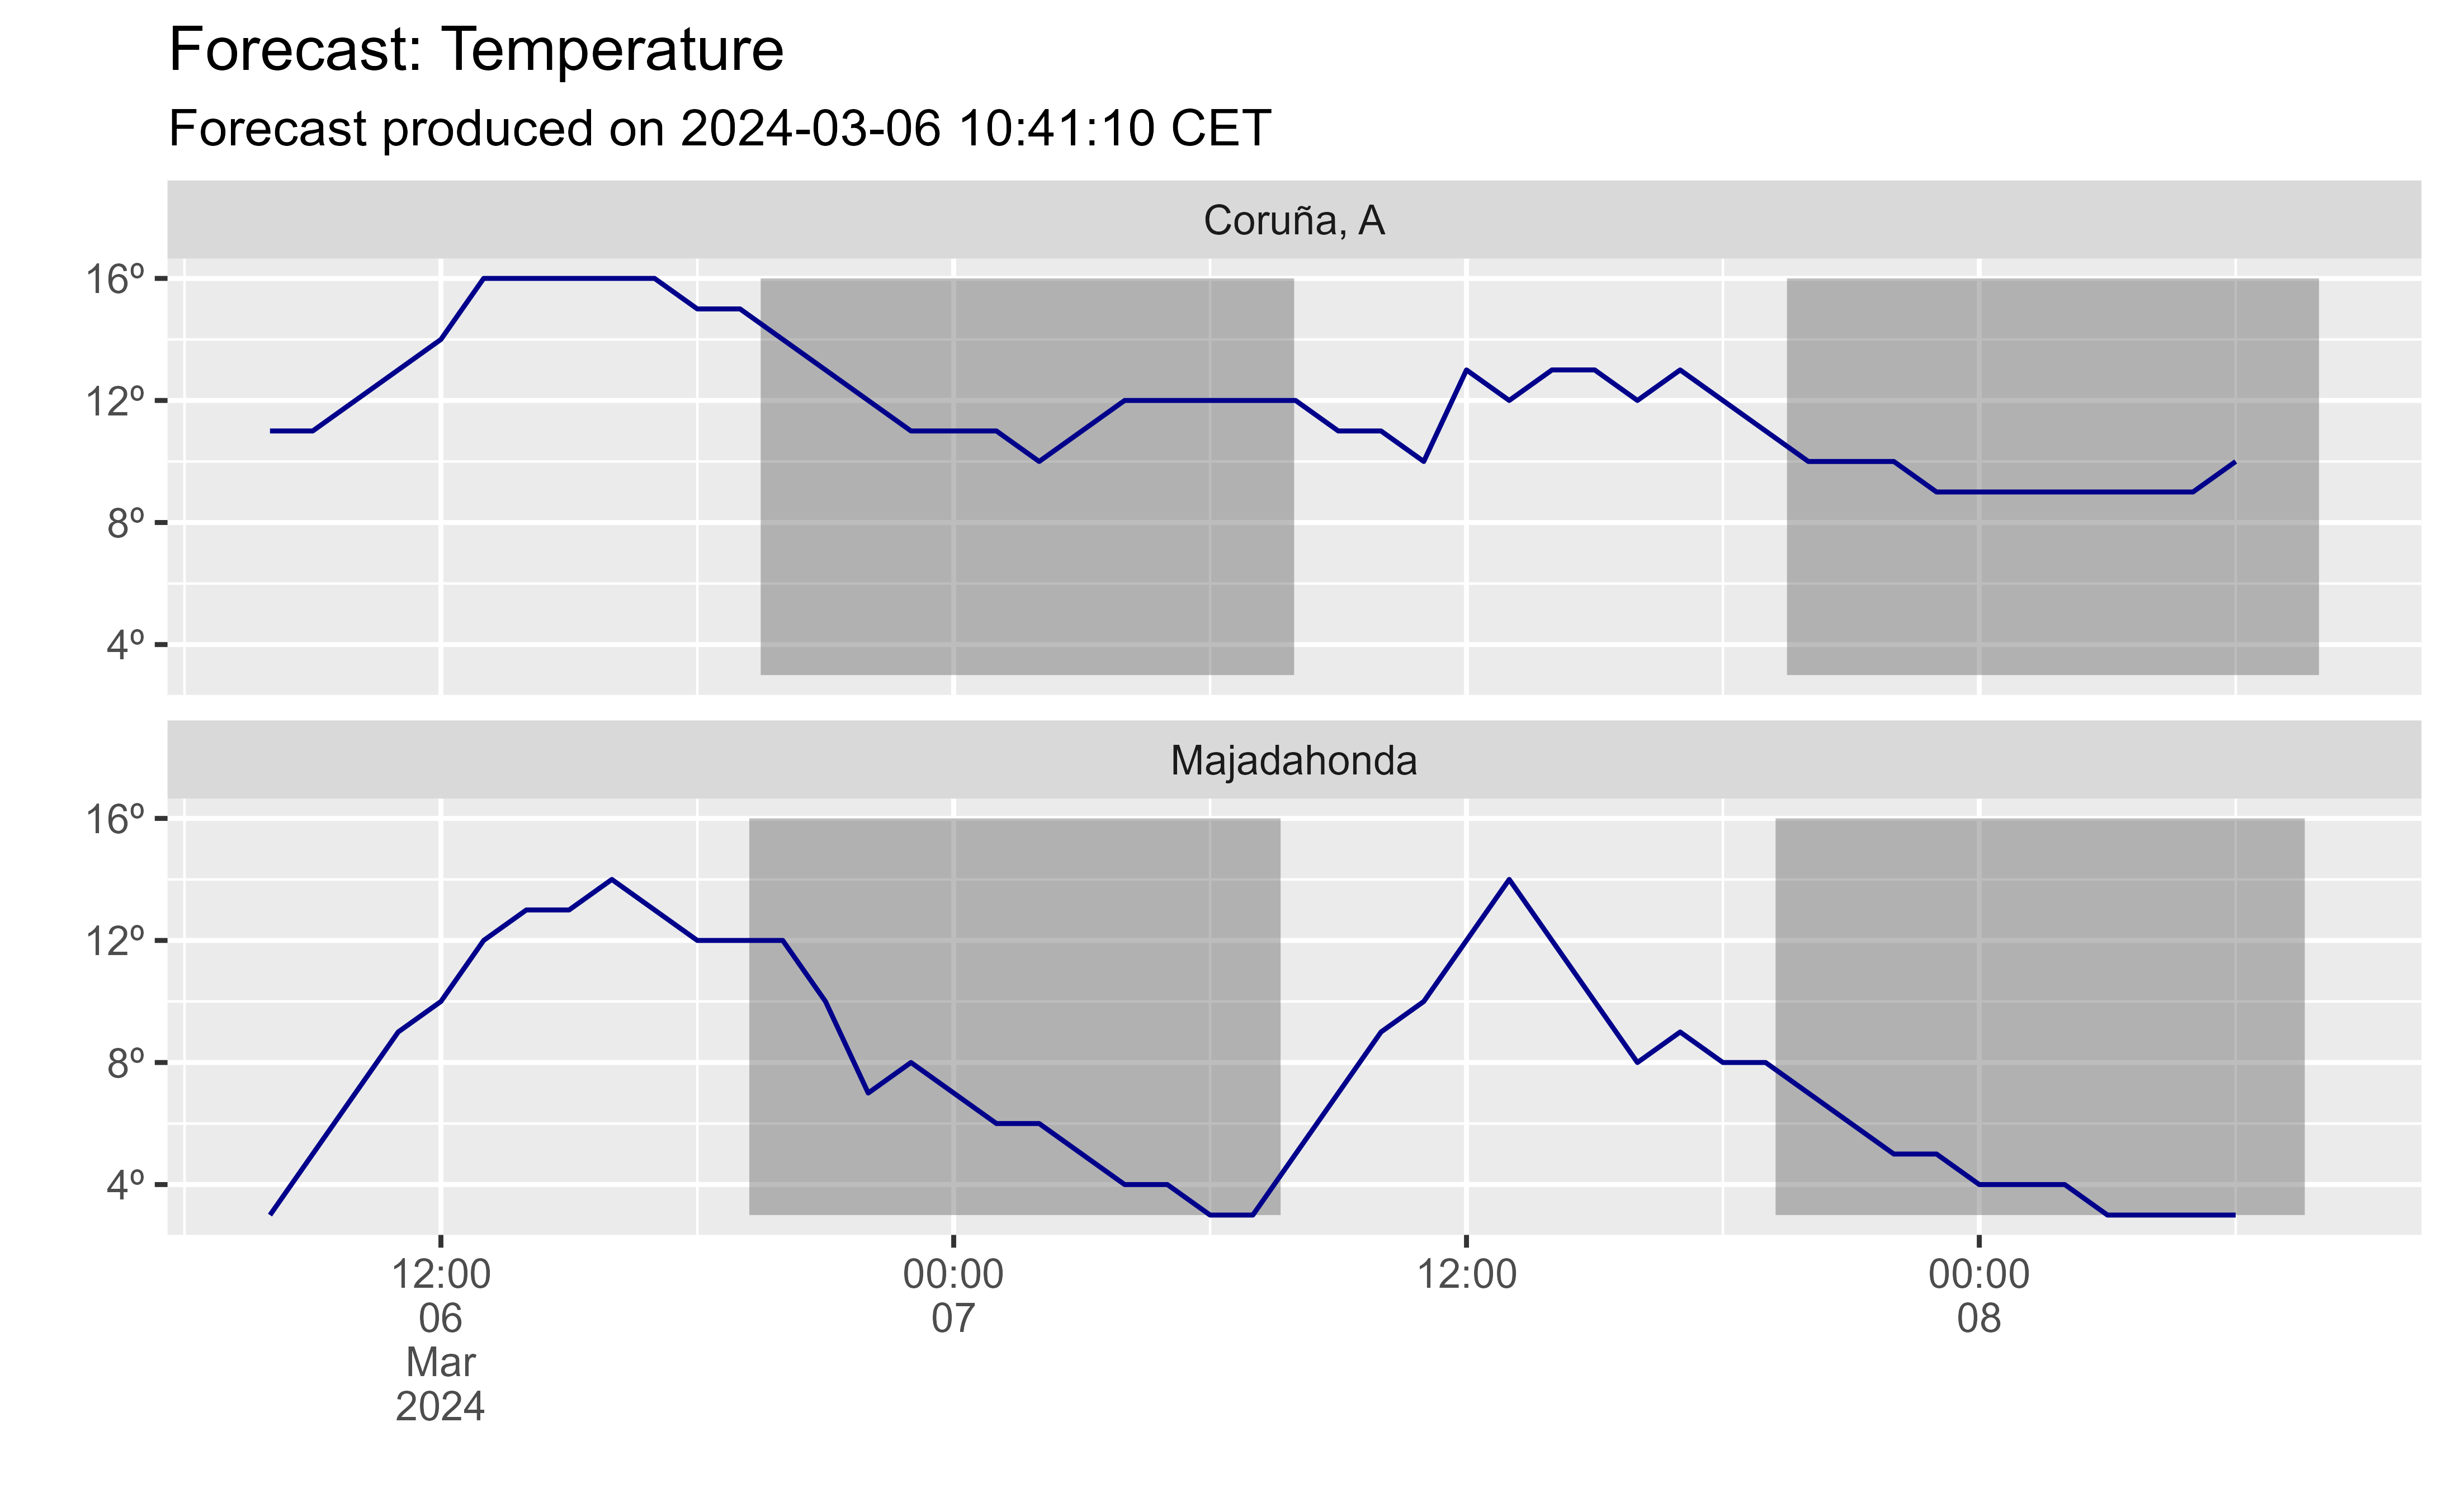 Forecast: Temperature
Forecast produced on 2024-03-06 10:41:10 CET
Coruña, A
16º
12º
8º
4º
Majadahonda
16º
12º
8º
4º
12:00 00:00 12:00 00:00
06 07 08
Mar
2024